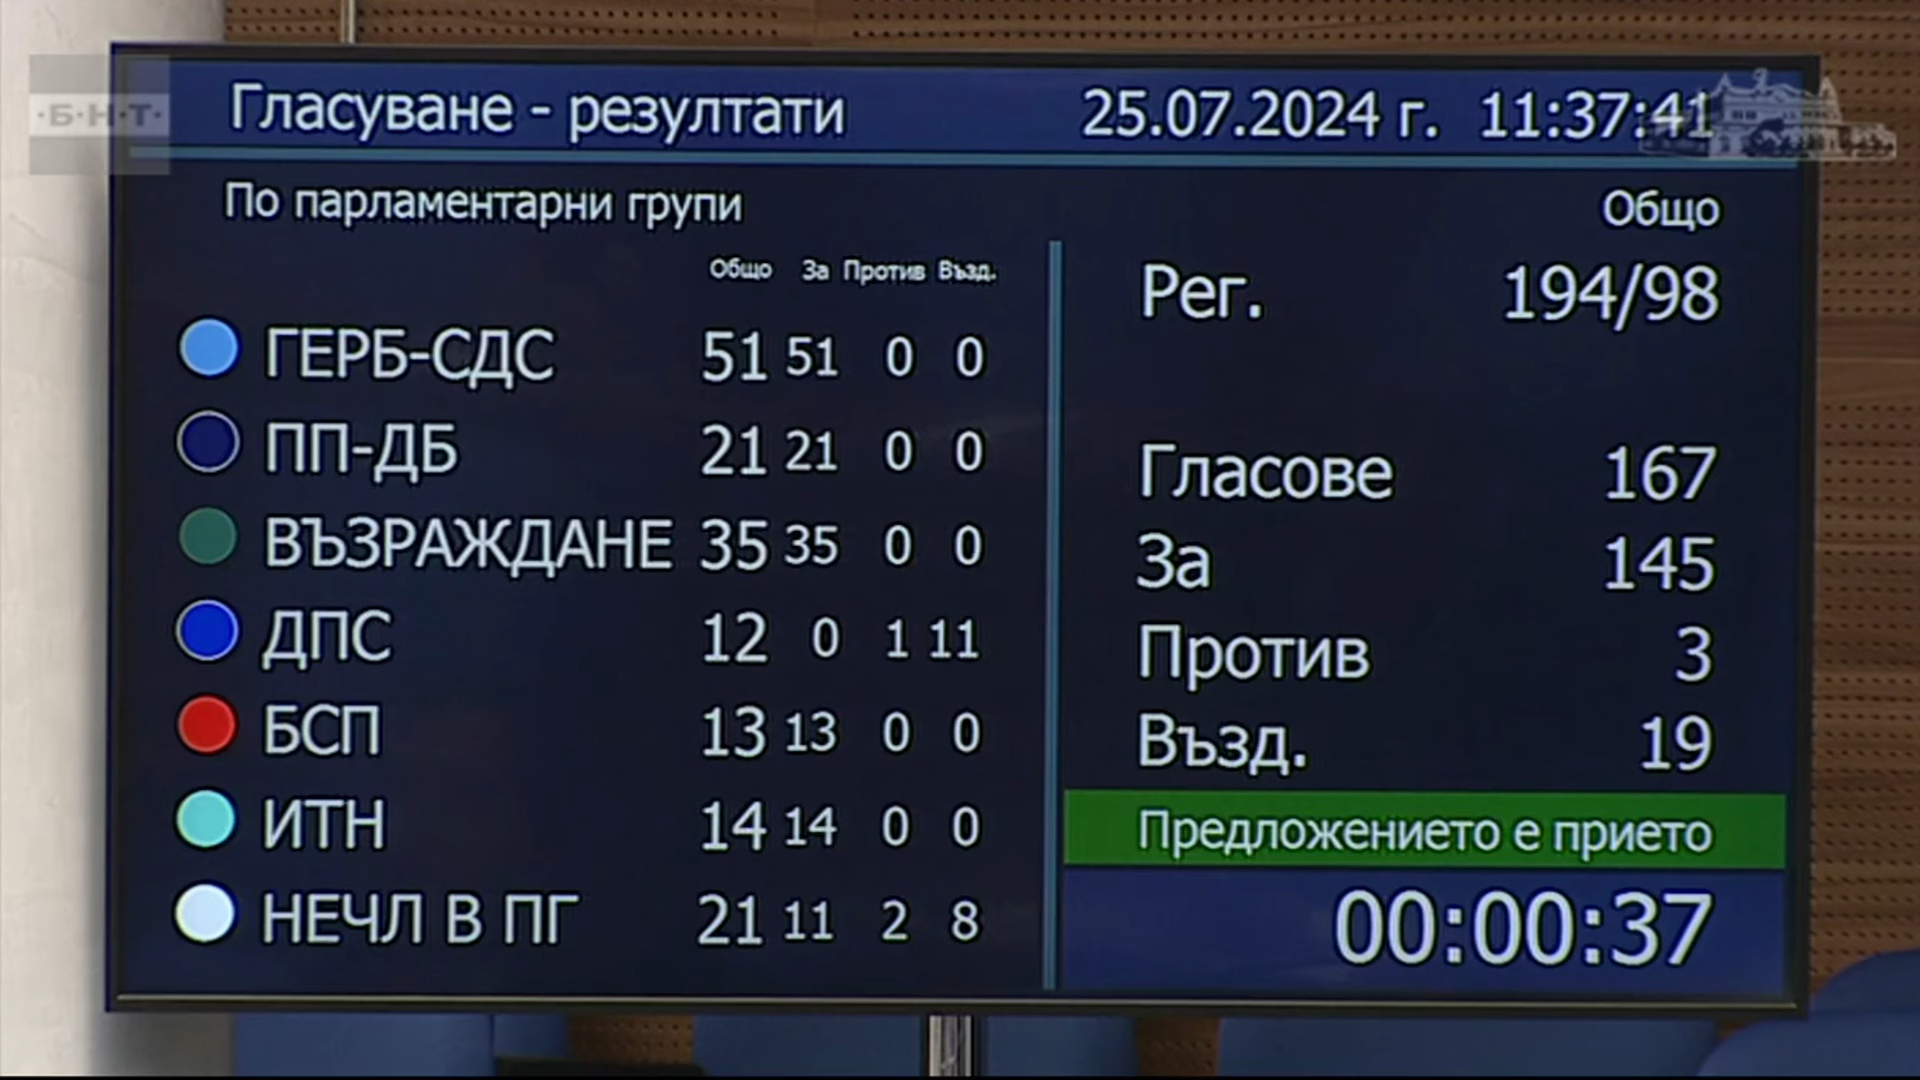 ·Б·Н·Т·
Гласуване - резултати 25.07.2024 г. 11:37:41
По парламентарни групи
Общо За Против Възд.
ГЕРБ-СДС 51 51 0 0
ПП-ДБ 21 21 0 0
ВЪЗРАЖДАНЕ 35 35 0 0
ДПС 12 0 1 11
БСП 13 13 0 0
ИТН 14 14 0 0
НЕЧЛ В ПГ 21 11 2 8
Общо
Рег. 194/98
Гласове 167
За 145
Против 3
Възд. 19
Предложението е прието
00:00:37